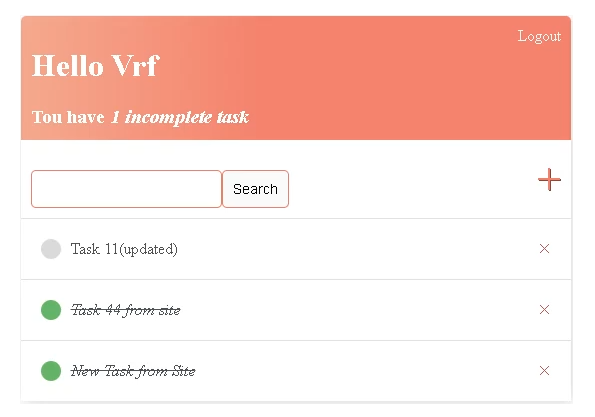 Logout
Hello Vrf
You have 1 incomplete task
Search
Task 11(updated)
Task 44 from site
New Task from Site